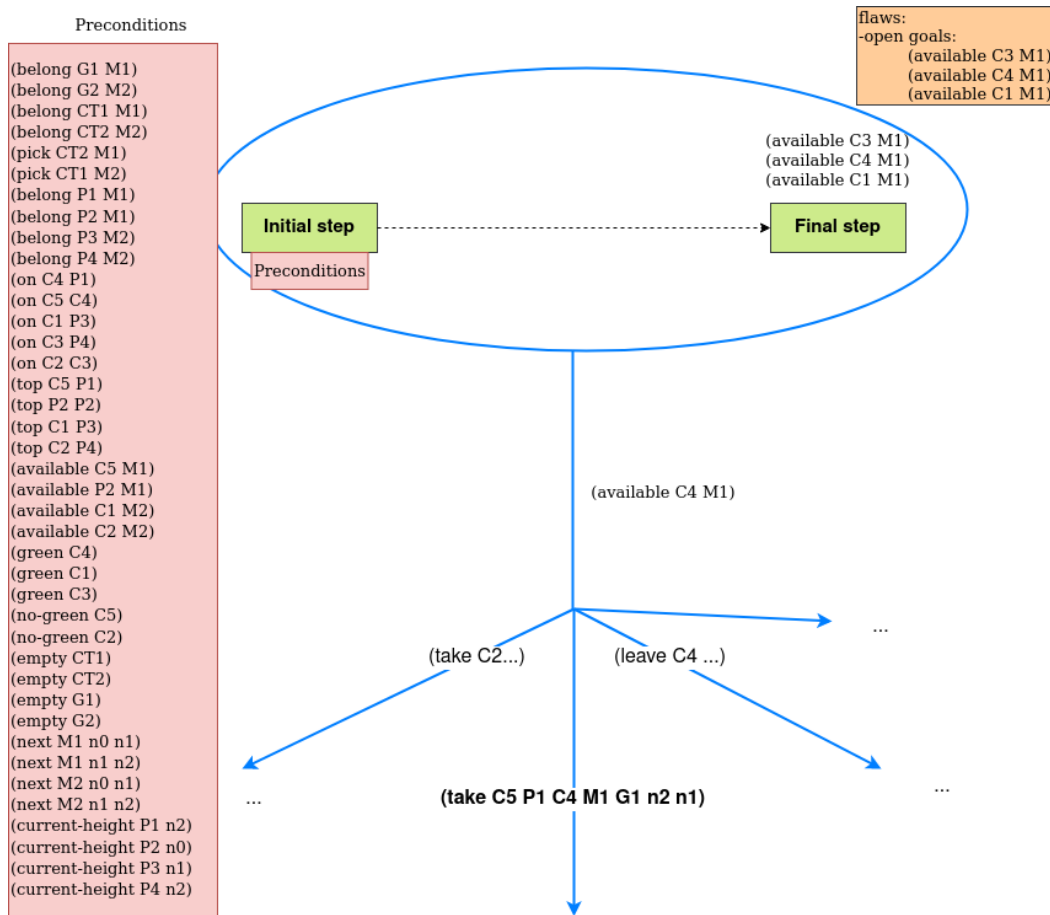 Preconditions
(belong G1 M1)
(belong G2 M2)
(belong CT1 M1)
(belong CT2 M2)
(pick CT2 M1)
(pick CT1 M2)
(belong P1 M1)
(belong P2 M1)
(belong P3 M2)
(belong P4 M2)
(on C4 P1)
(on C5 C4)
(on C1 P3)
(on C3 P4)
(on C2 C3)
(top C5 P1)
(top P2 P2)
(top C1 P3)
(top C2 P4)
(available C5 M1)
(available P2 M1)
(available C1 M2)
(available C2 M2)
(green C4)
(green C1)
(green C3)
(no-green C5)
(no-green C2)
(empty CT1)
(empty CT2)
(empty G1)
(empty G2)
(next M1 n0 n1)
(next M1 n1 n2)
(next M2 n0 n1)
(next M2 n1 n2)
(current-height P1 n2)
(current-height P2 n0)
(current-height P3 n1)
(current-height P4 n2)
flaws:
-open goals:
(available C3 M1)
(available C4 M1)
(available C1 M1)
(available C3 M1)
(available C4 M1)
(available C1 M1)
Initial step
Final step
Preconditions
(available C4 M1)
...
(take C2...)
(leave C4 ...)
...
...
(take C5 P1 C4 M1 G1 n2 n1)